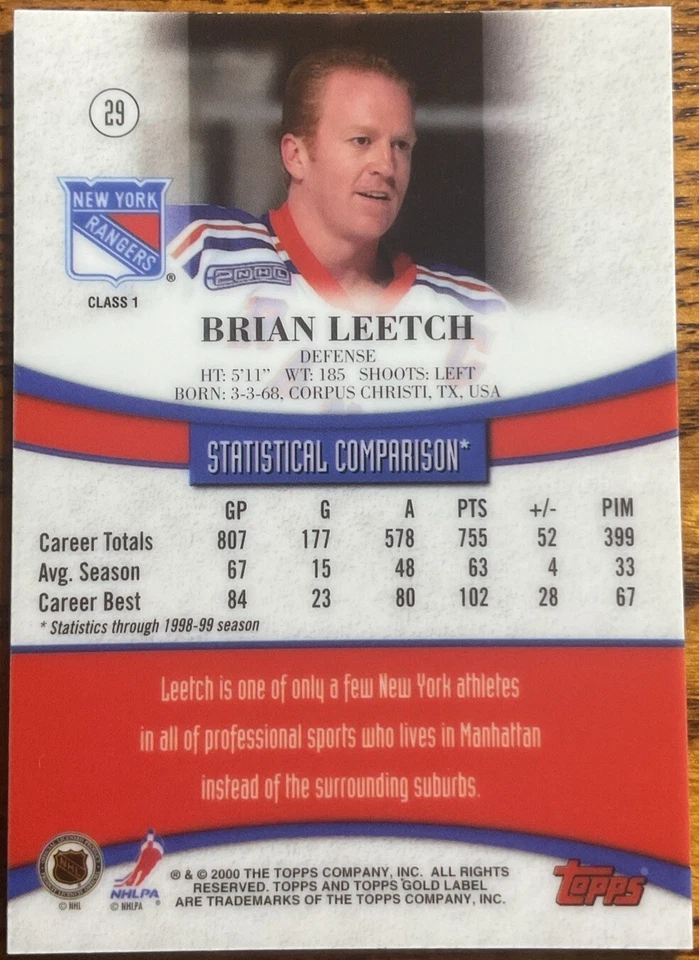 29
NEW YORK
RANGERS
®
CLASS 1
2NHL
BRIAN LEETCH
DEFENSE
HT: 5'11" WT: 185 SHOOTS: LEFT
BORN: 3-3-68, CORPUS CHRISTI, TX, USA
STATISTICAL COMPARISON*
GP G A PTS +/- PIM
Career Totals 807 177 578 755 52 399
Avg. Season 67 15 48 63 4 33
Career Best 84 23 80 102 28 67
* Statistics through 1998-99 season
Leetch is one of only a few New York athletes
in all of professional sports who lives in Manhattan
instead of the surrounding suburbs.
NHL
© NHL
NHLPA
© NHLPA
® & © 2000 THE TOPPS COMPANY, INC. ALL RIGHTS
RESERVED. TOPPS AND TOPPS GOLD LABEL
ARE TRADEMARKS OF THE TOPPS COMPANY, INC.
Topps